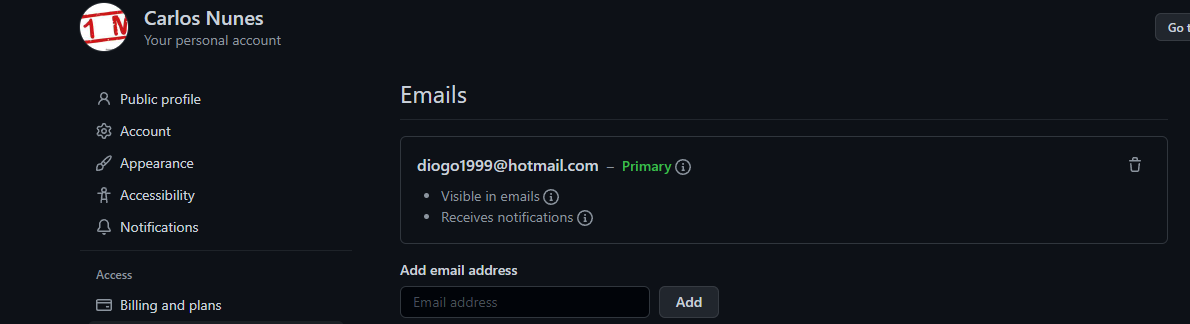 1 M
Carlos Nunes
Your personal account
Go t
Public profile
Account
Appearance
Accessibility
Notifications
Access
Billing and plans
Emails
diogo1999@hotmail.com – Primary
• Visible in emails
• Receives notifications
Add email address
Email address
Add